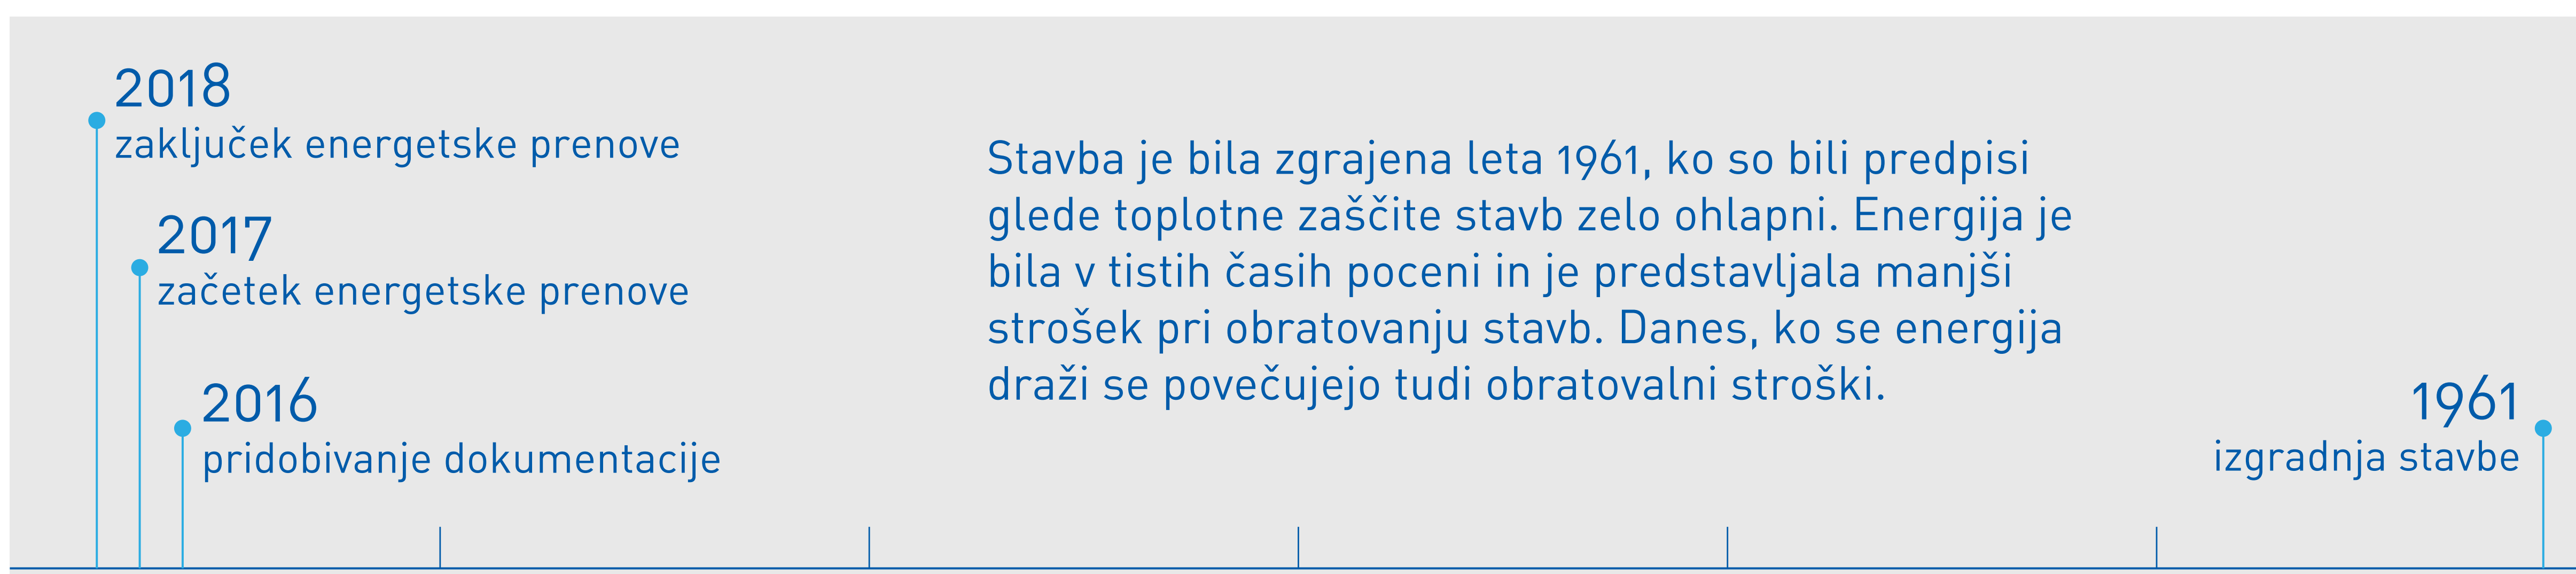 2018
zaključek energetske prenove
2017
začetek energetske prenove
2016
pridobivanje dokumentacije
Stavba je bila zgrajena leta 1961, ko so bili predpisi
glede toplotne zaščite stavb zelo ohlapni. Energija je
bila v tistih časih poceni in je predstavljala manjši
strošek pri obratovanju stavb. Danes, ko se energija
draži se povečujejo tudi obratovalni stroški.
1961
izgradnja stavbe